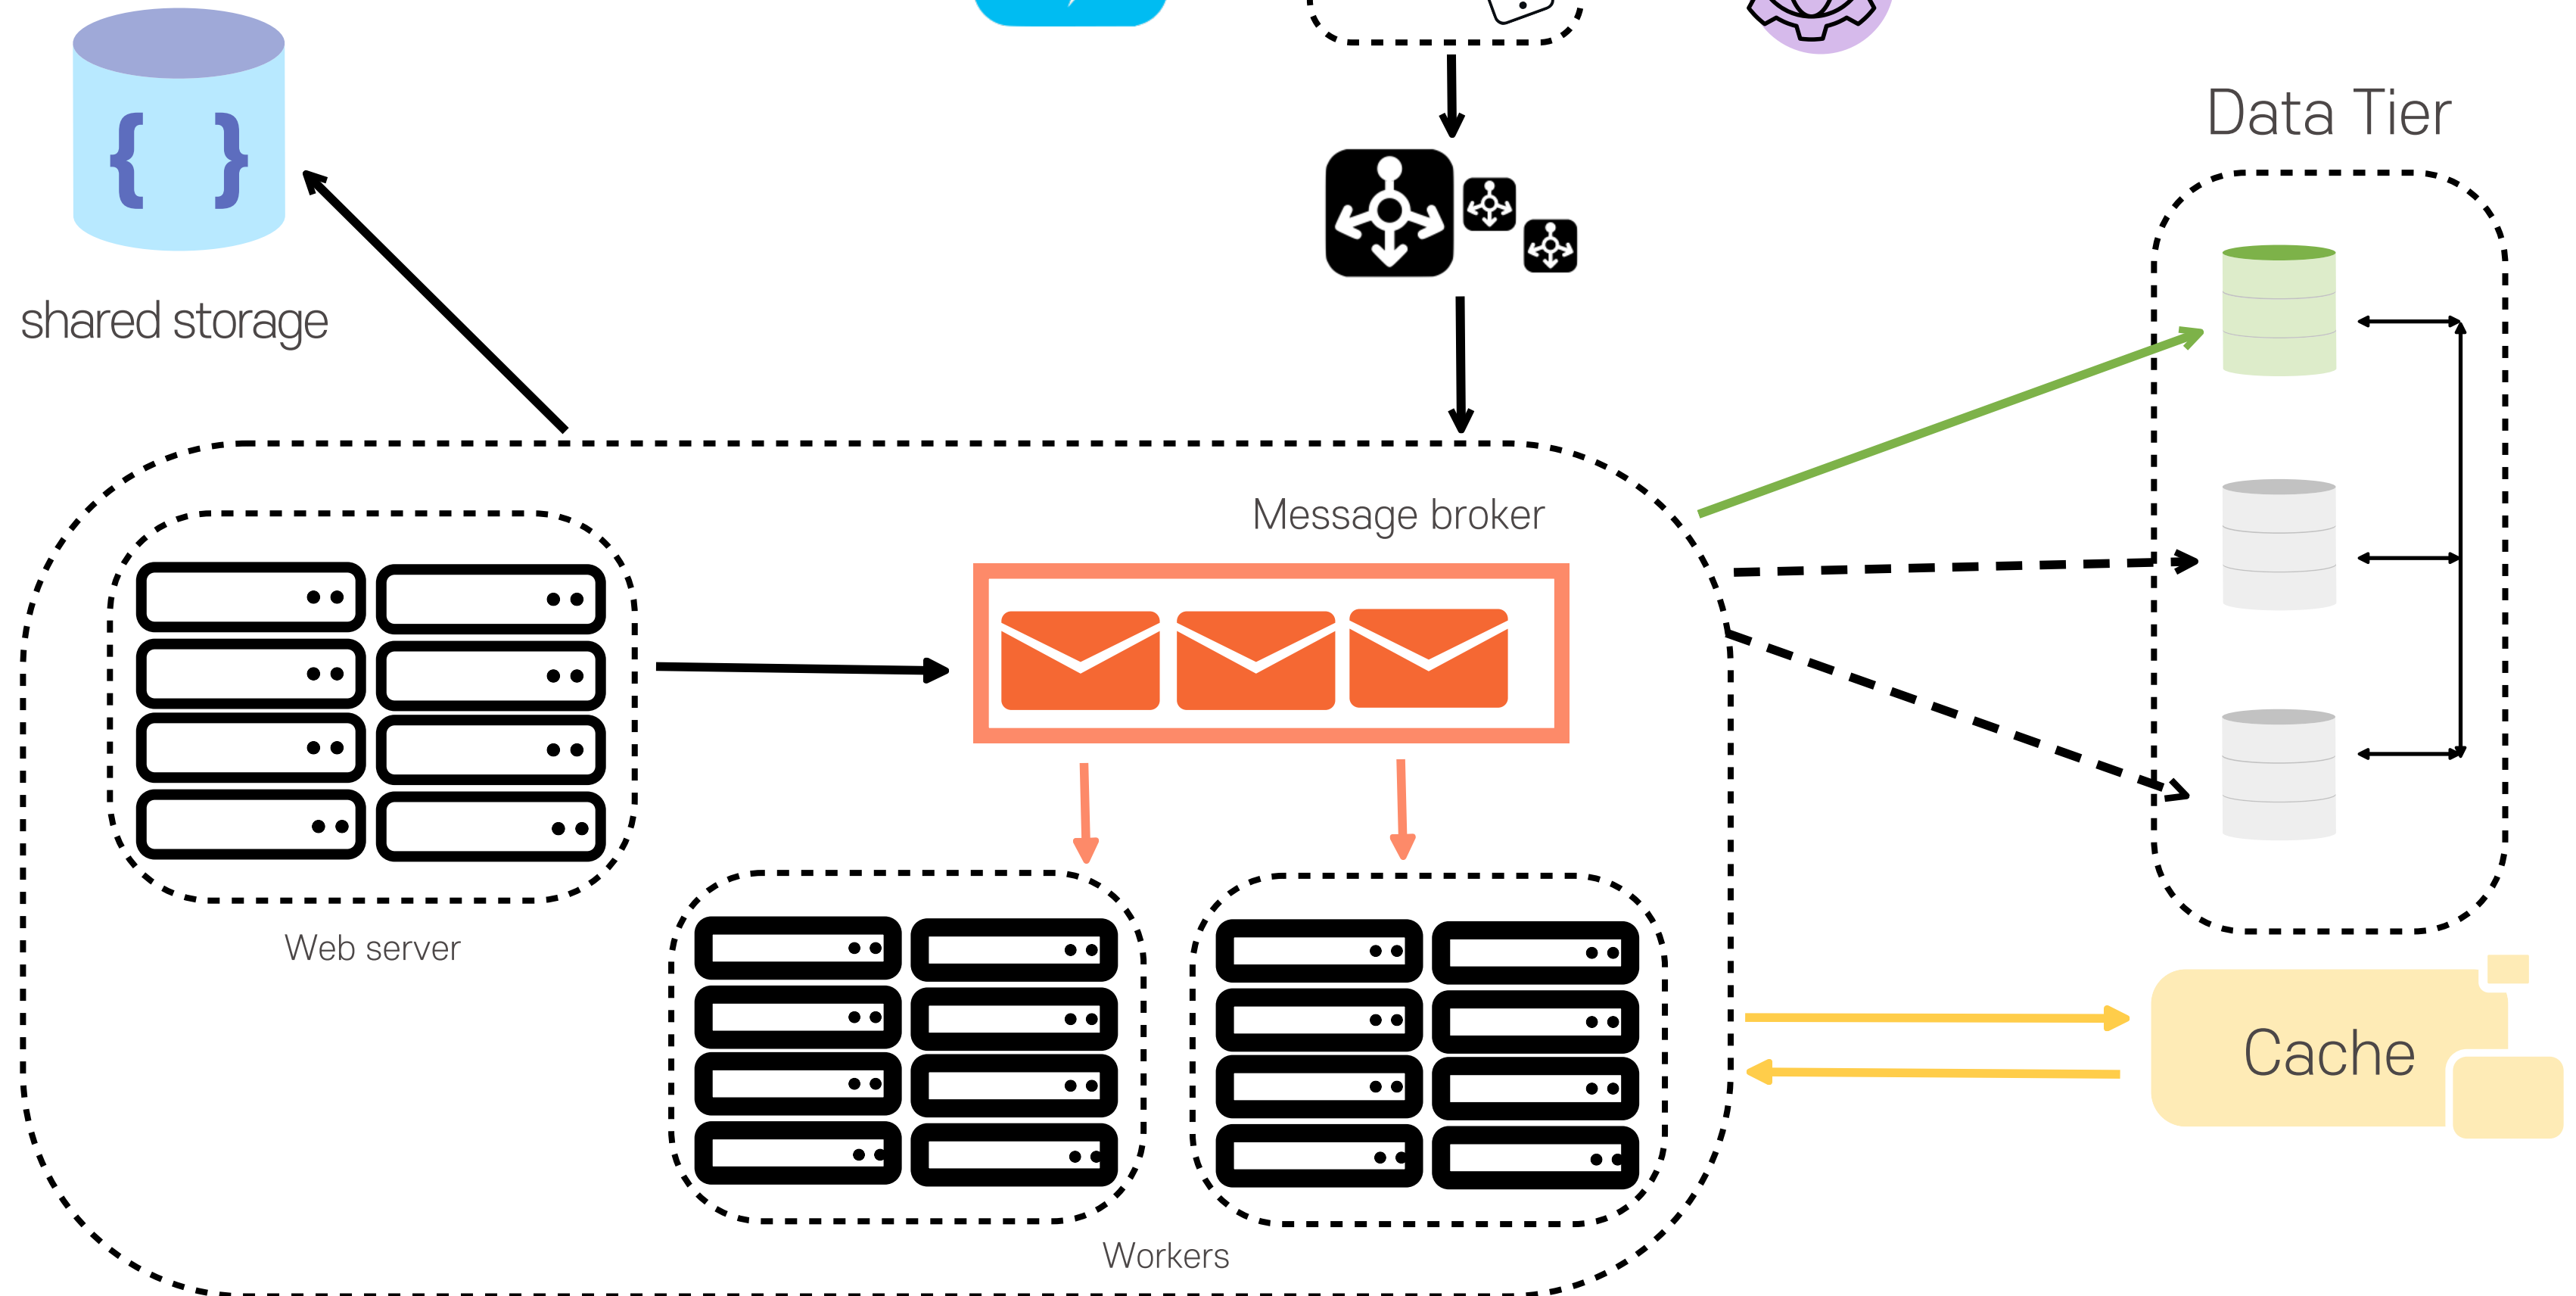 Data Tier
shared storage
Message broker
Web server
Cache
Workers